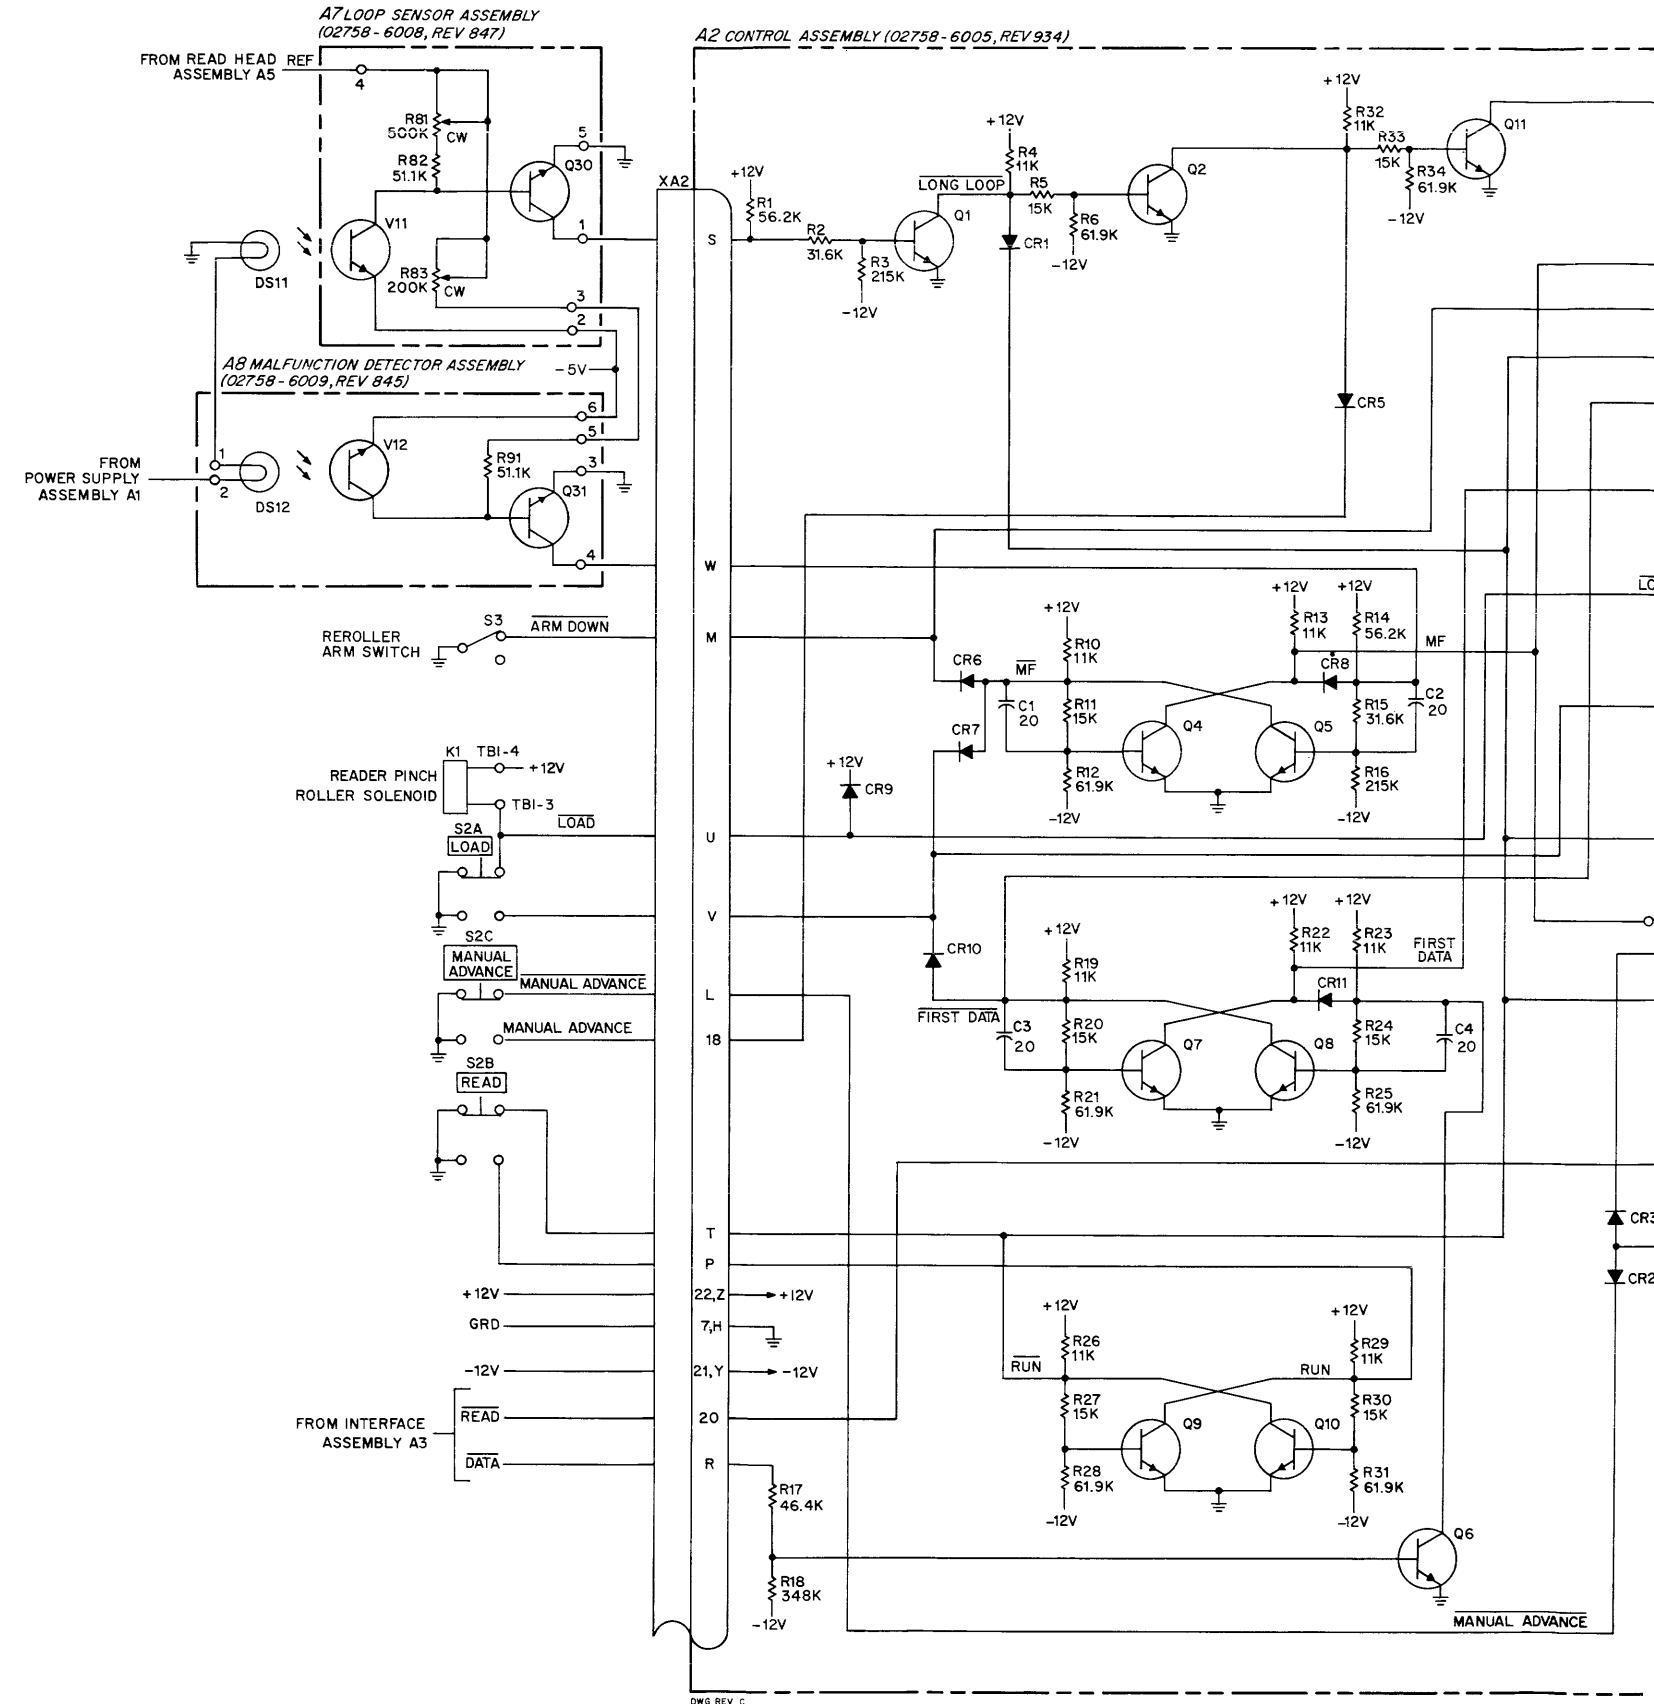 A7 LOOP SENSOR ASSEMBLY
(02758-6008, REV 847)
FROM READ HEAD REF
ASSEMBLY A5
4
R81
500K
CW
R82
51.1K
5
Q30
V11
1
R83
200K
CW
DS11
3
2
A8 MALFUNCTION DETECTOR ASSEMBLY
(02758-6009, REV 845)
-5V
6
V12
5
R91
51.1K
3
Q31
4
1
2
DS12
FROM
POWER SUPPLY
ASSEMBLY A1
REROLLER
ARM SWITCH
S3
ARM DOWN
K1 TB1-4
+12V
READER PINCH
ROLLER SOLENOID
TB1-3
S2A
LOAD
LOAD
S2C
MANUAL
ADVANCE
MANUAL ADVANCE
MANUAL ADVANCE
S2B
READ
+12V
GRD
-12V
FROM INTERFACE
ASSEMBLY A3
READ
DATA
XA2
S
W
M
U
V
L
18
T
P
22,Z
7,H
21,Y
20
R
A2 CONTROL ASSEMBLY (02758-6005, REV 934)
+12V
R1
56.2K
R2
31.6K
R3
215K
-12V
LONG LOOP
Q1
+12V
R4
11K
R5
15K
CR1
R6
61.9K
-12V
Q2
+12V
R32
11K
R33
15K
R34
61.9K
-12V
Q11
CR5
LO
+12V
R10
11K
CR6
MF
C1
20
R11
15K
CR7
R12
61.9K
-12V
Q4
Q5
+12V
R13
11K
+12V
R14
56.2K
MF
CR8
R15
31.6K
C2
20
R16
215K
-12V
+12V
CR9
CR10
FIRST DATA
+12V
R19
11K
C3
20
R20
15K
R21
61.9K
-12V
Q7
Q8
+12V
R22
11K
+12V
R23
11K
FIRST
DATA
CR11
R24
15K
C4
20
R25
61.9K
-12V
CR3
CR2
+12V
-12V
+12V
R26
11K
RUN
R27
15K
R28
61.9K
-12V
Q9
Q10
+12V
R29
11K
RUN
R30
15K
R31
61.9K
-12V
R17
46.4K
R18
348K
-12V
Q6
MANUAL ADVANCE
DWG REV C